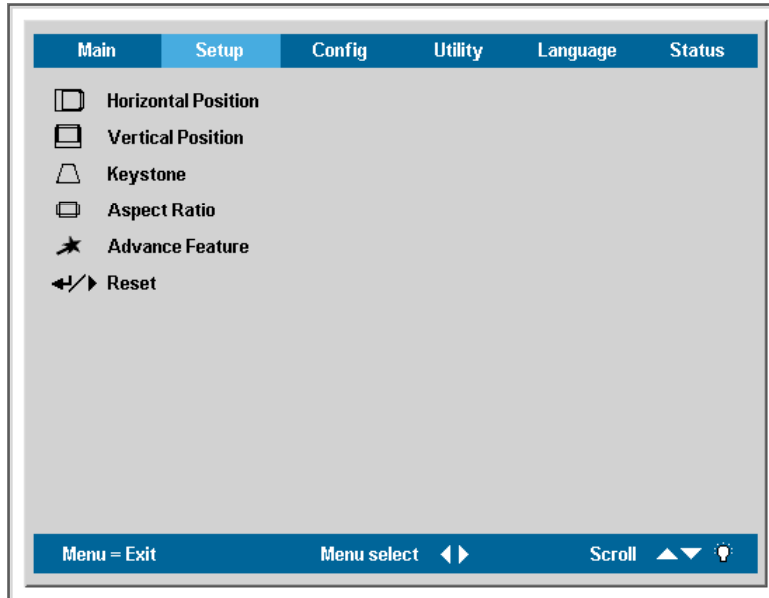 Main Setup Config Utility Language Status
Horizontal Position
Vertical Position
Keystone
Aspect Ratio
Advance Feature
Reset
Menu = Exit Menu select Scroll